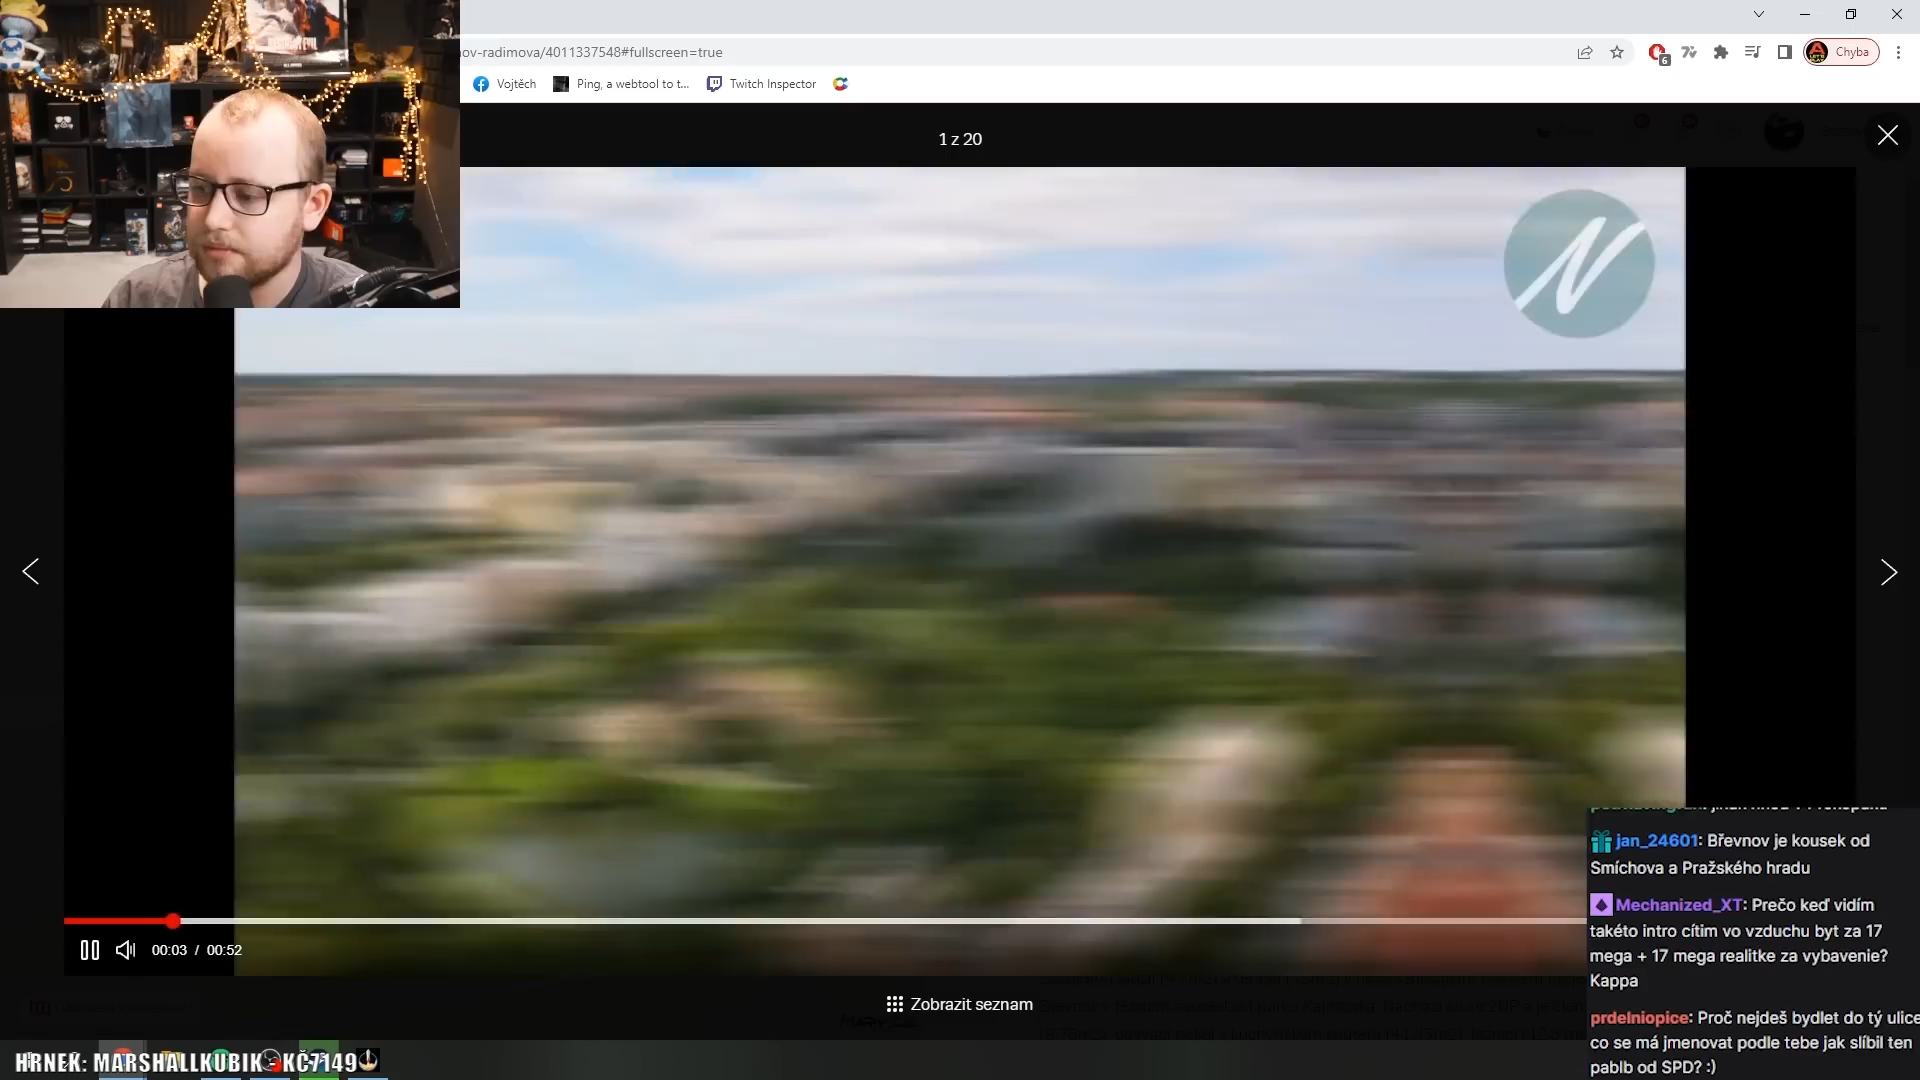 nov-radimova/4011337548#fullscreen=true
6
Chyba
Vojtěch
Ping, a webtool to t...
Twitch Inspector
1 z 20
N
jan_24601: Břevnov je kousek od
Smíchova a Pražského hradu
Mechanized_XT: Prečo keď vidím
takéto intro cítim vo vzduchu byt za 17
mega + 17 mega realitke za vybavenie?
Kappa
prdelniopice: Proč nejdeš bydlet do tý ulice
co se má jmenovat podle tebe jak slíbil ten
pablb od SPD? :)
00:03 / 00:52
Zobrazit seznam
HRNEK: MARSHALLKUBIK - KČ7149